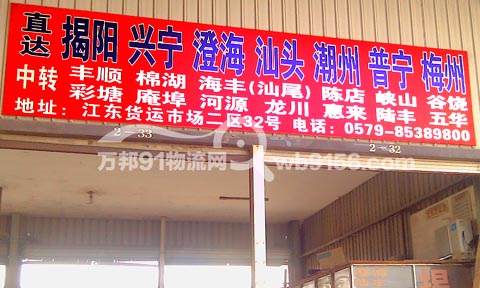 直达 揭阳 兴宁 澄海 汕头 潮州 普宁 梅州
中转 丰顺 棉湖 海丰(汕尾) 陈店 峡山 谷饶
彩塘 庵埠 河源 龙川 惠来 陆丰 五华
地址：江东货运市场二区32号 电话：0579-85389800
2-33
2-32
万邦91物流网 wb9156.com